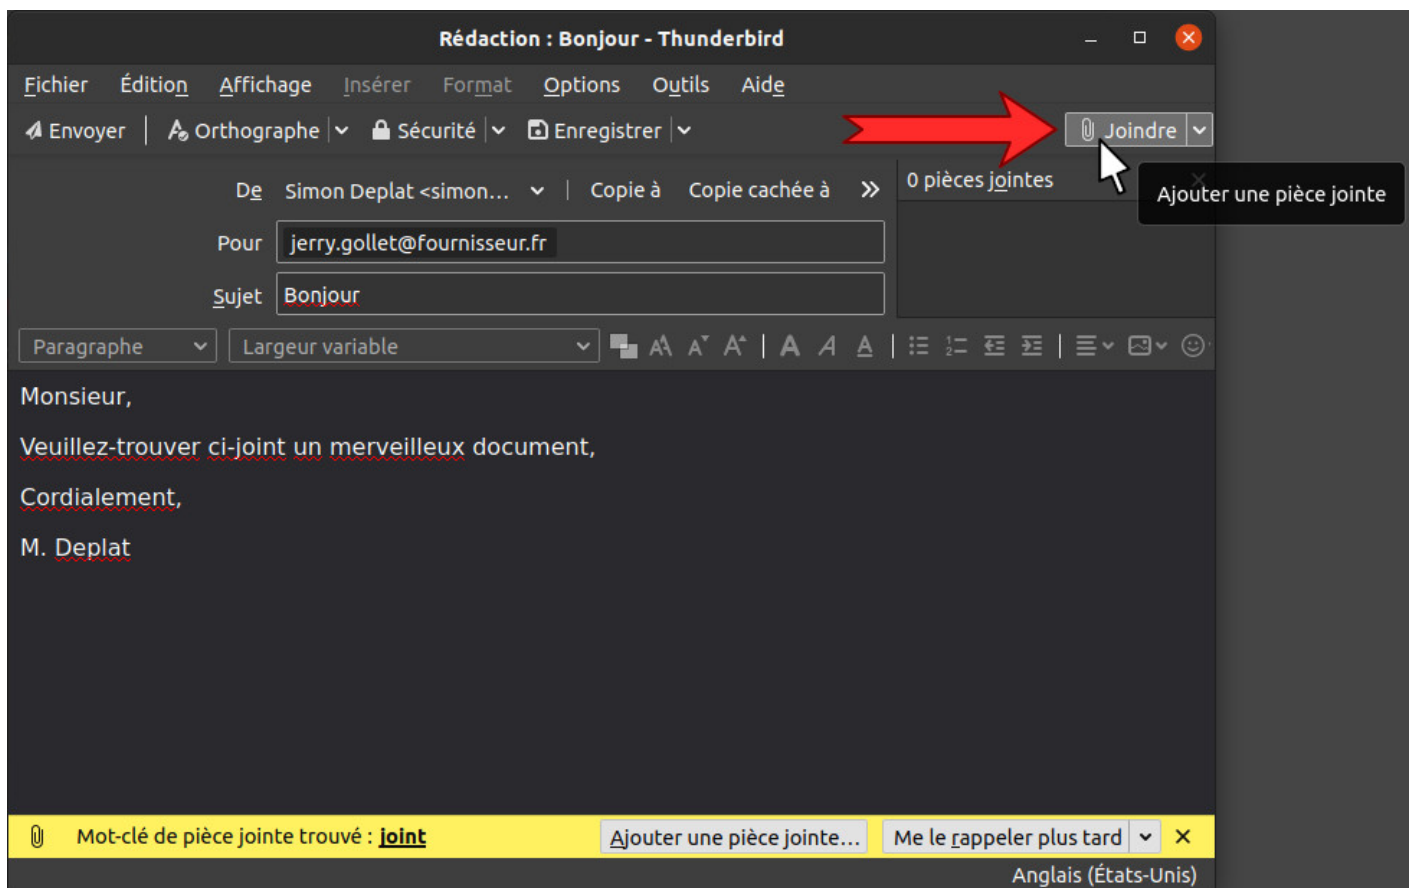 Rédaction : Bonjour - Thunderbird
Fichier Édition Affichage Insérer Format Options Outils Aide
Envoyer Orthographe Sécurité Enregistrer Joindre
De Simon Deplat <simon... Copie à Copie cachée à 0 pièces jointes
Ajouter une pièce jointe
Pour jerry.gollet@fournisseur.fr
Sujet Bonjour
Paragraphe Largeur variable
Monsieur,
Veuillez-trouver ci-joint un merveilleux document,
Cordialement,
M. Deplat
Mot-clé de pièce jointe trouvé : joint Ajouter une pièce jointe... Me le rappeler plus tard
Anglais (États-Unis)